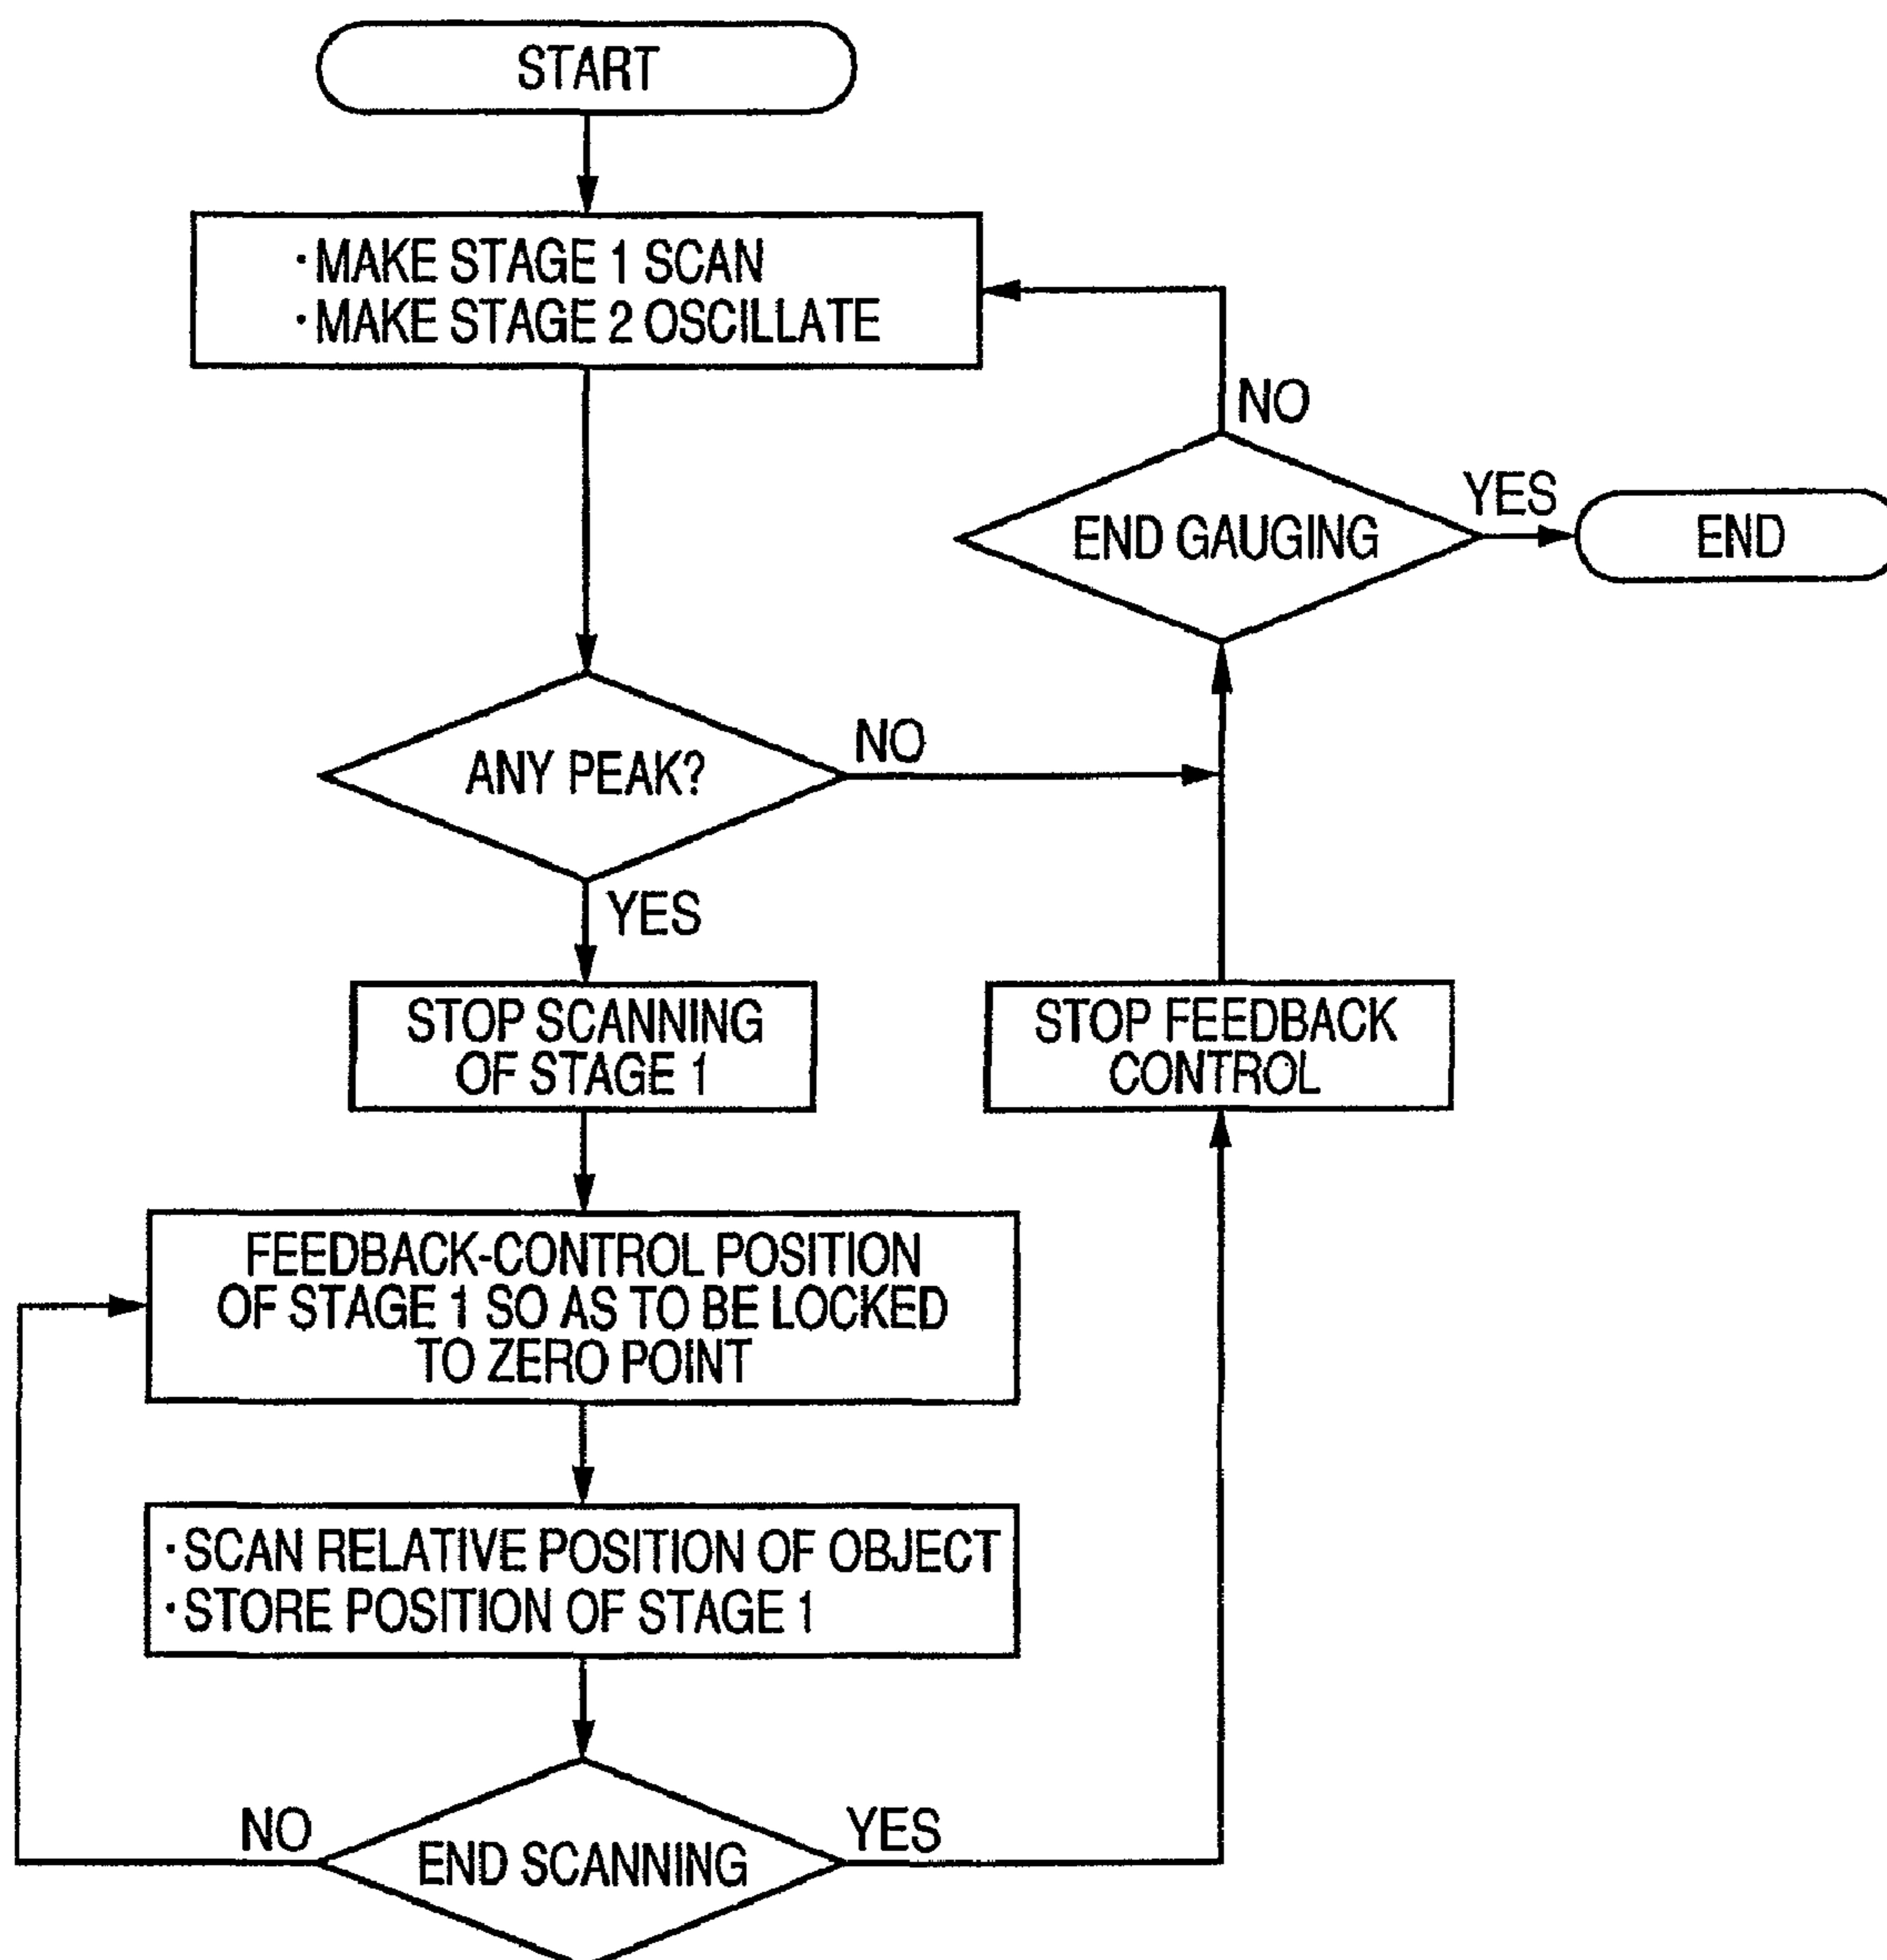 START
· MAKE STAGE 1 SCAN
· MAKE STAGE 2 OSCILLATE
NO
YES
END GAUGING
END
NO
ANY PEAK?
YES
STOP SCANNING
OF STAGE 1
STOP FEEDBACK
CONTROL
FEEDBACK-CONTROL POSITION
OF STAGE 1 SO AS TO BE LOCKED
TO ZERO POINT
· SCAN RELATIVE POSITION OF OBJECT
· STORE POSITION OF STAGE 1
NO
YES
END SCANNING